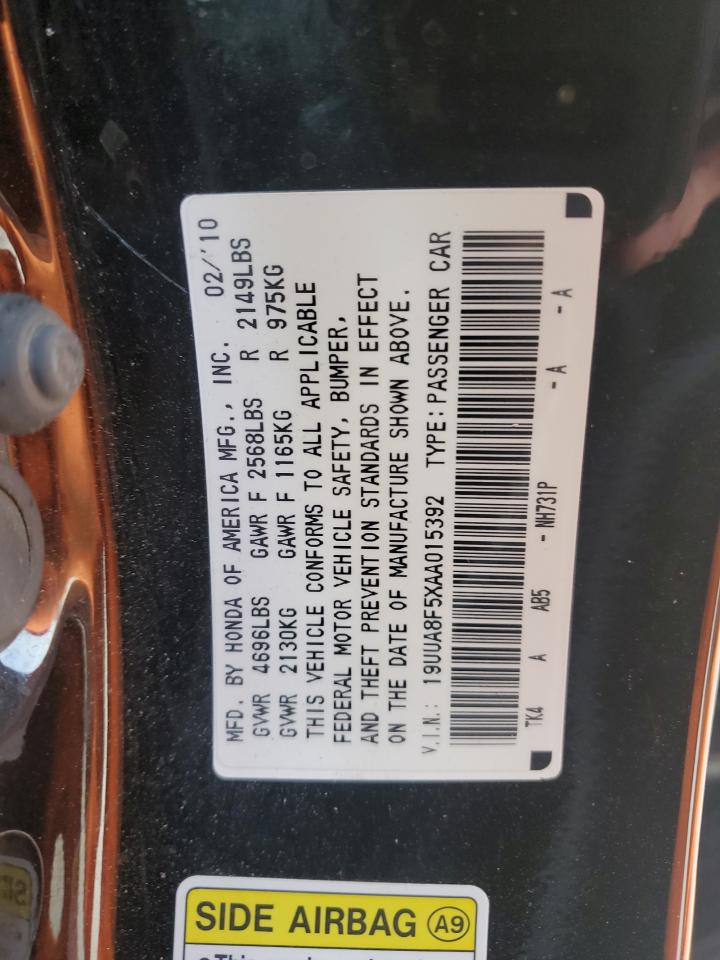 MFD. BY HONDA OF AMERICA MFG., INC. 02/'10
GVWR 4696LBS GAWR F 2568LBS R 2149LBS
GVWR 2130KG GAWR F 1165KG R 975KG
THIS VEHICLE CONFORMS TO ALL APPLICABLE
FEDERAL MOTOR VEHICLE SAFETY, BUMPER,
AND THEFT PREVENTION STANDARDS IN EFFECT
ON THE DATE OF MANUFACTURE SHOWN ABOVE.
V.I.N.: 19UUA8F5XAA015392 TYPE:PASSENGER CAR
TK4 A AB5 - NH731P - A - A
SIDE AIRBAG A9